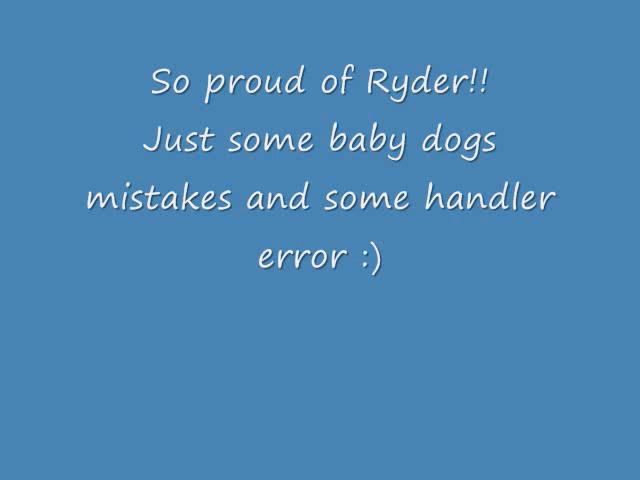 So proud of Ryder!!
Just some baby dogs
mistakes and some handler
error :)